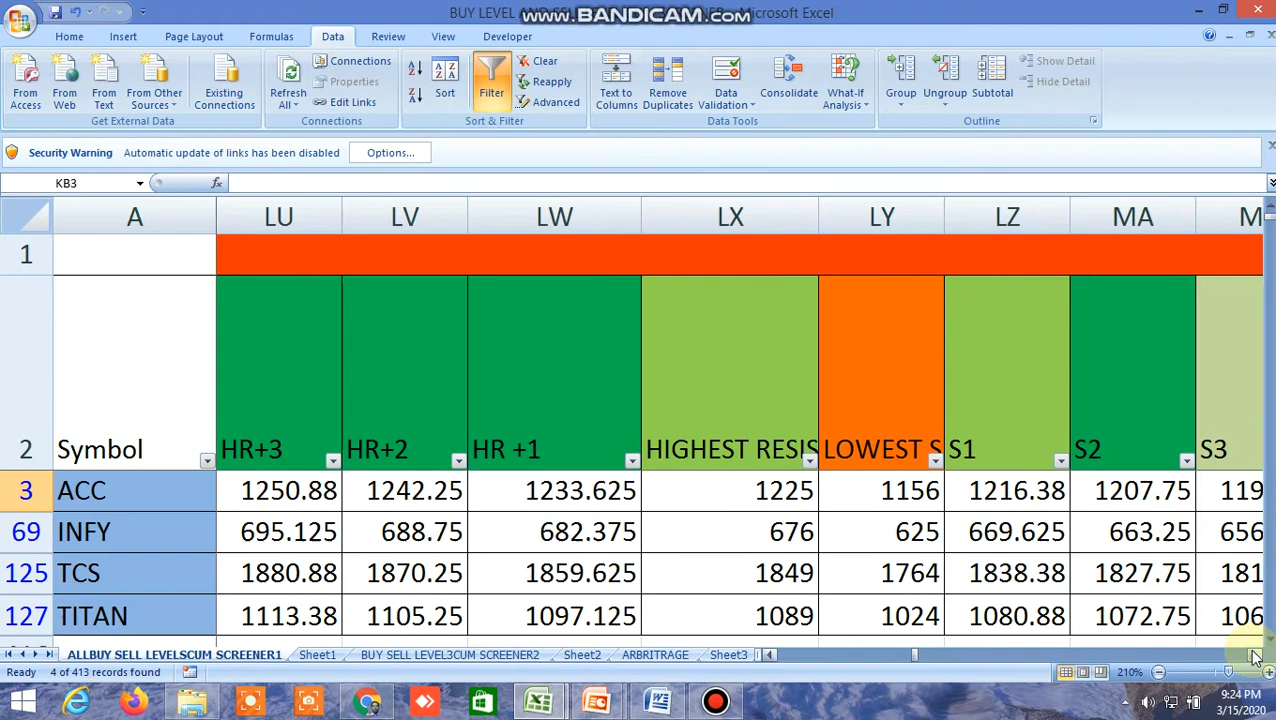 BUY LEVEL AND SE
Microsoft Excel
www.BANDICAM.com
Home Insert Page Layout Formulas Data Review View Developer
From Access
From Web
From Text
From Other Sources
Existing Connections
Get External Data
Refresh All
Connections
Properties
Edit Links
Connections
Sort
Filter
Clear
Reapply
Advanced
Sort & Filter
Text to Columns
Remove Duplicates
Data Validation
Consolidate
What-If Analysis
Data Tools
Group
Ungroup
Subtotal
Show Detail
Hide Detail
Outline
Security Warning Automatic update of links has been disabled Options...
KB3 fx
A LU LV LW LX LY LZ MA M
1
2 Symbol HR+3 HR+2 HR +1 HIGHEST RESIS LOWEST S S1 S2 S3
3 ACC 1250.88 1242.25 1233.625 1225 1156 1216.38 1207.75 119
69 INFY 695.125 688.75 682.375 676 625 669.625 663.25 656
125 TCS 1880.88 1870.25 1859.625 1849 1764 1838.38 1827.75 181
127 TITAN 1113.38 1105.25 1097.125 1089 1024 1080.88 1072.75 106
ALLBUY SELL LEVELSCUM SCREENER1 Sheet1 BUY SELL LEVEL3CUM SCREENER2 Sheet2 ARBRITRAGE Sheet3
Ready 4 of 413 records found 210%
9:24 PM
3/15/2020